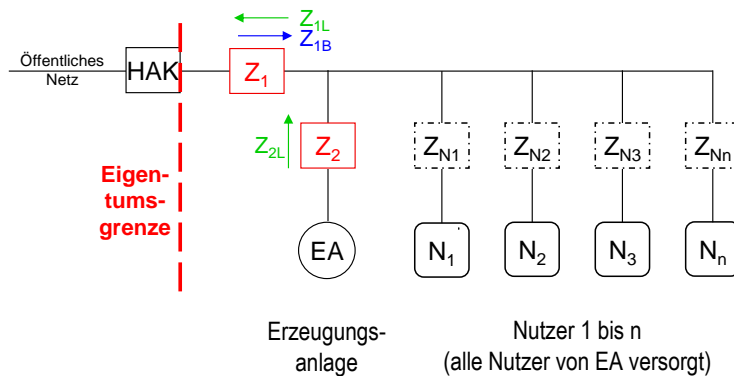 Z1L
Z1B
Öffentliches
Netz
HAK
Z1
Z2L
Z2
ZN1
ZN2
ZN3
ZNn
Eigen-
tums-
grenze
EA
N1
N2
N3
Nn
Erzeugungs-
anlage
Nutzer 1 bis n
(alle Nutzer von EA versorgt)